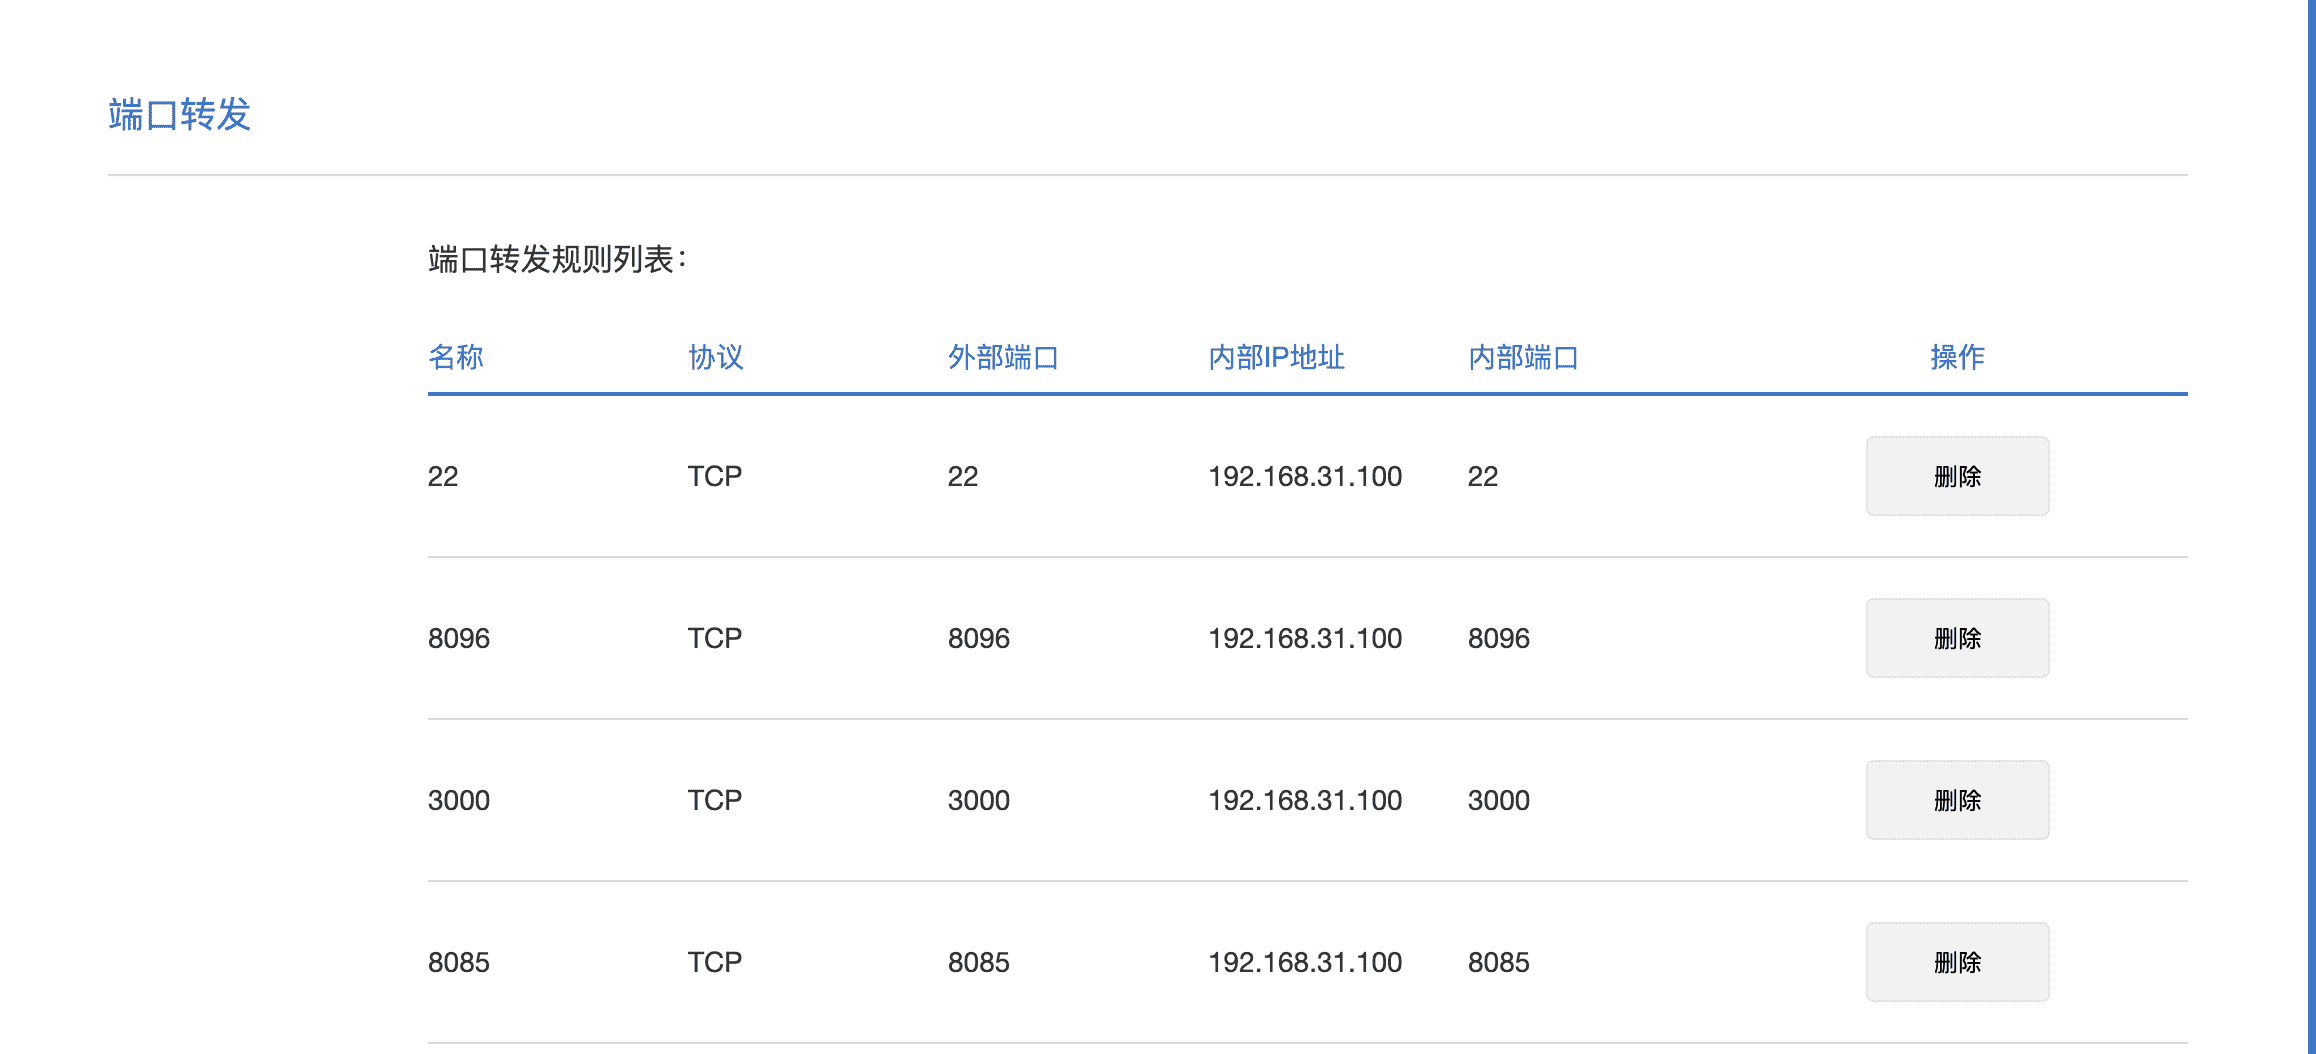 端口转发
端口转发规则列表：
名称 协议 外部端口 内部IP地址 内部端口 操作
22 TCP 22 192.168.31.100 22 删除
8096 TCP 8096 192.168.31.100 8096 删除
3000 TCP 3000 192.168.31.100 3000 删除
8085 TCP 8085 192.168.31.100 8085 删除